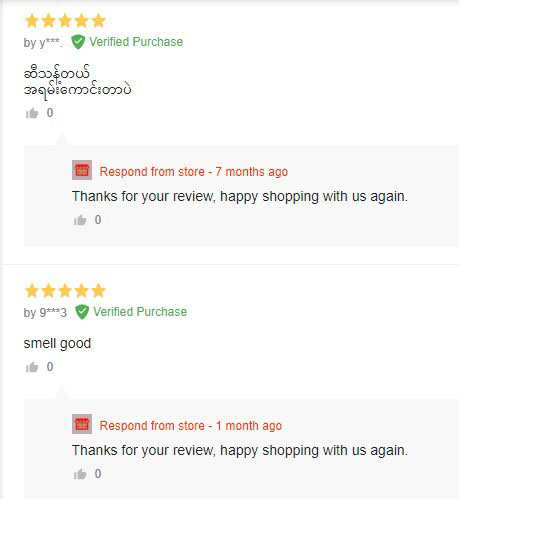 by y***. Verified Purchase
ဆီသန့်တယ်
အရမ်းကောင်းတာပဲ
0
Respond from store - 7 months ago
Thanks for your review, happy shopping with us again.
0
by 9***3 Verified Purchase
smell good
0
Respond from store - 1 month ago
Thanks for your review, happy shopping with us again.
0